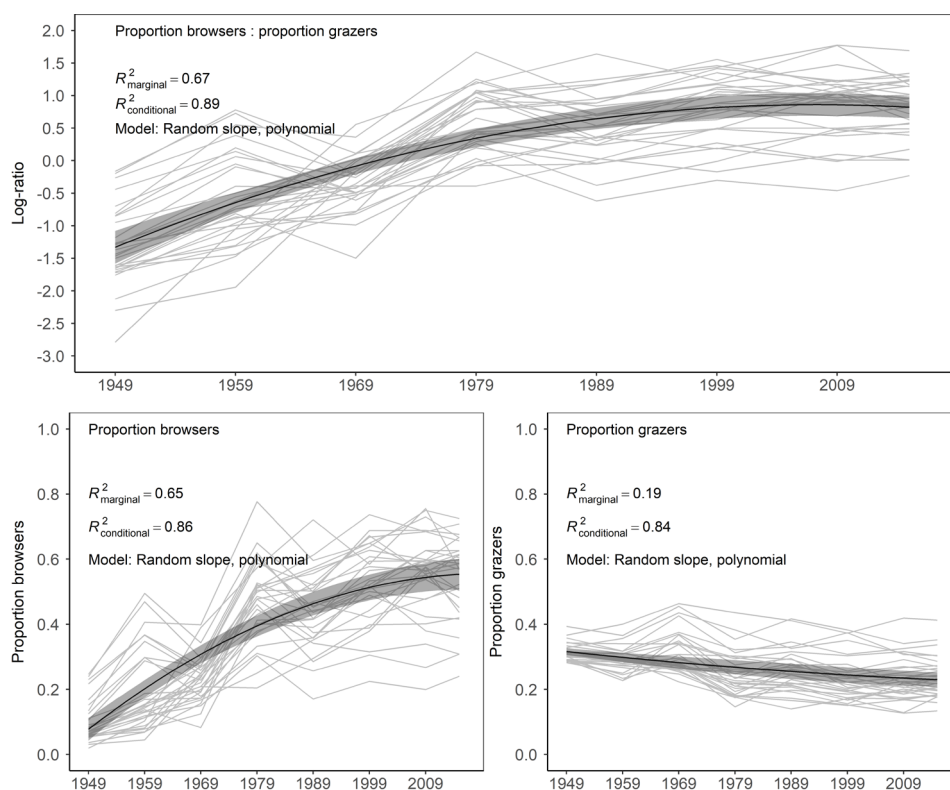 Proportion browsers : proportion grazers
R²marginal = 0.67
R²conditional = 0.89
Model: Random slope, polynomial
Log-ratio
2.0
1.5
1.0
0.5
0.0
-0.5
-1.0
-1.5
-2.0
-2.5
-3.0
1949 1959 1969 1979 1989 1999 2009
Proportion browsers
R²marginal = 0.65
R²conditional = 0.86
Model: Random slope, polynomial
Proportion browsers
1.0
0.8
0.6
0.4
0.2
0.0
1949 1959 1969 1979 1989 1999 2009
Proportion grazers
R²marginal = 0.19
R²conditional = 0.84
Model: Random slope, polynomial
Proportion grazers
1.0
0.8
0.6
0.4
0.2
0.0
1949 1959 1969 1979 1989 1999 2009